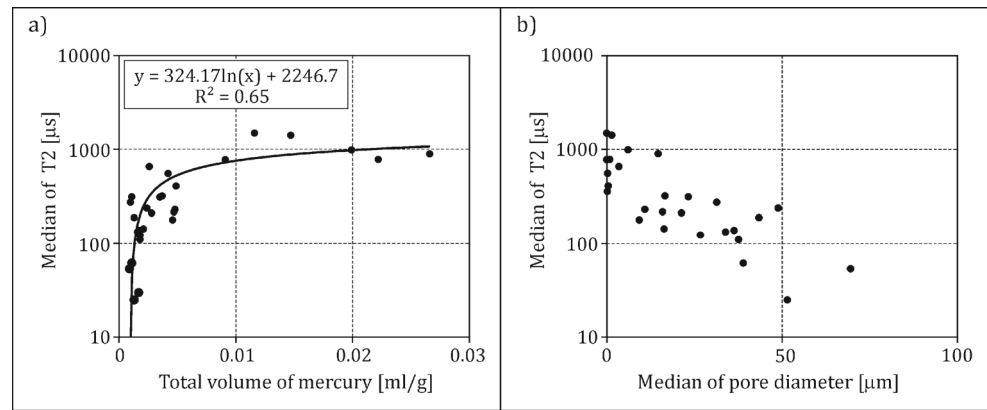 a)
y = 324.17ln(x) + 2246.7
R² = 0.65
1000
1000
100
10
Median of T2 [μs]
0
0.01
0.02
0.03
Total volume of mercury [ml/g]
b)
10000
1000
100
10
Median of T2 [μs]
0
50
100
Median of pore diameter [μm]